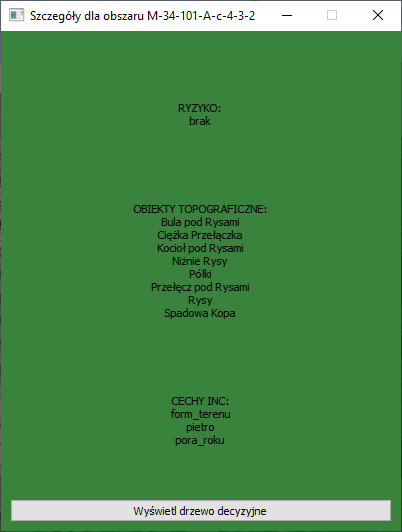 Szczegóły dla obszaru M-34-101-A-c-4-3-2
RYZYKO:
brak
OBIEKTY TOPOGRAFICZNE:
Bula pod Rysami
Ciężka Przełączka
Kocioł pod Rysami
Niżnie Rysy
Półki
Przełęcz pod Rysami
Rysy
Spadowa Kopa
CECHY INC:
form_terenu
pietro
pora_roku
Wyświetl drzewo decyzyjne